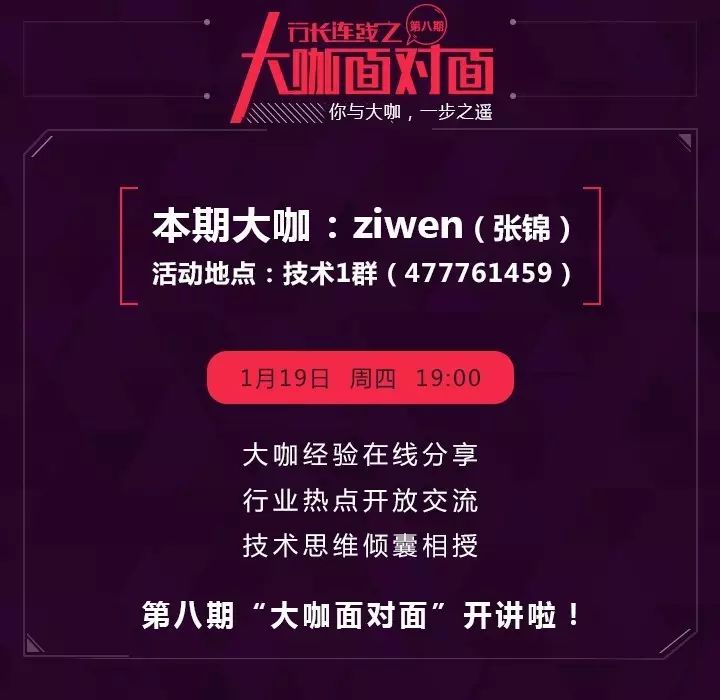 行长连线之
第八期
大咖面对面
你与大咖，一步之遥
本期大咖：ziwen（张锦）
活动地点：技术1群（477761459）
1月19日 周四 19:00
大咖经验在线分享
行业热点开放交流
技术思维倾囊相授
第八期“大咖面对面”开讲啦！